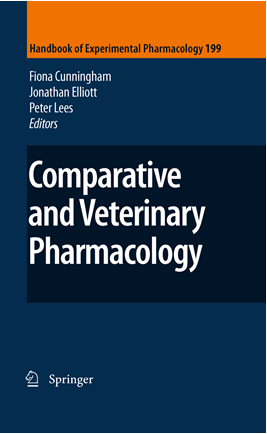 Handbook of Experimental Pharmacology 199
Fiona Cunningham
Jonathan Elliott
Peter Lees
Editors
Comparative
and Veterinary
Pharmacology
Springer